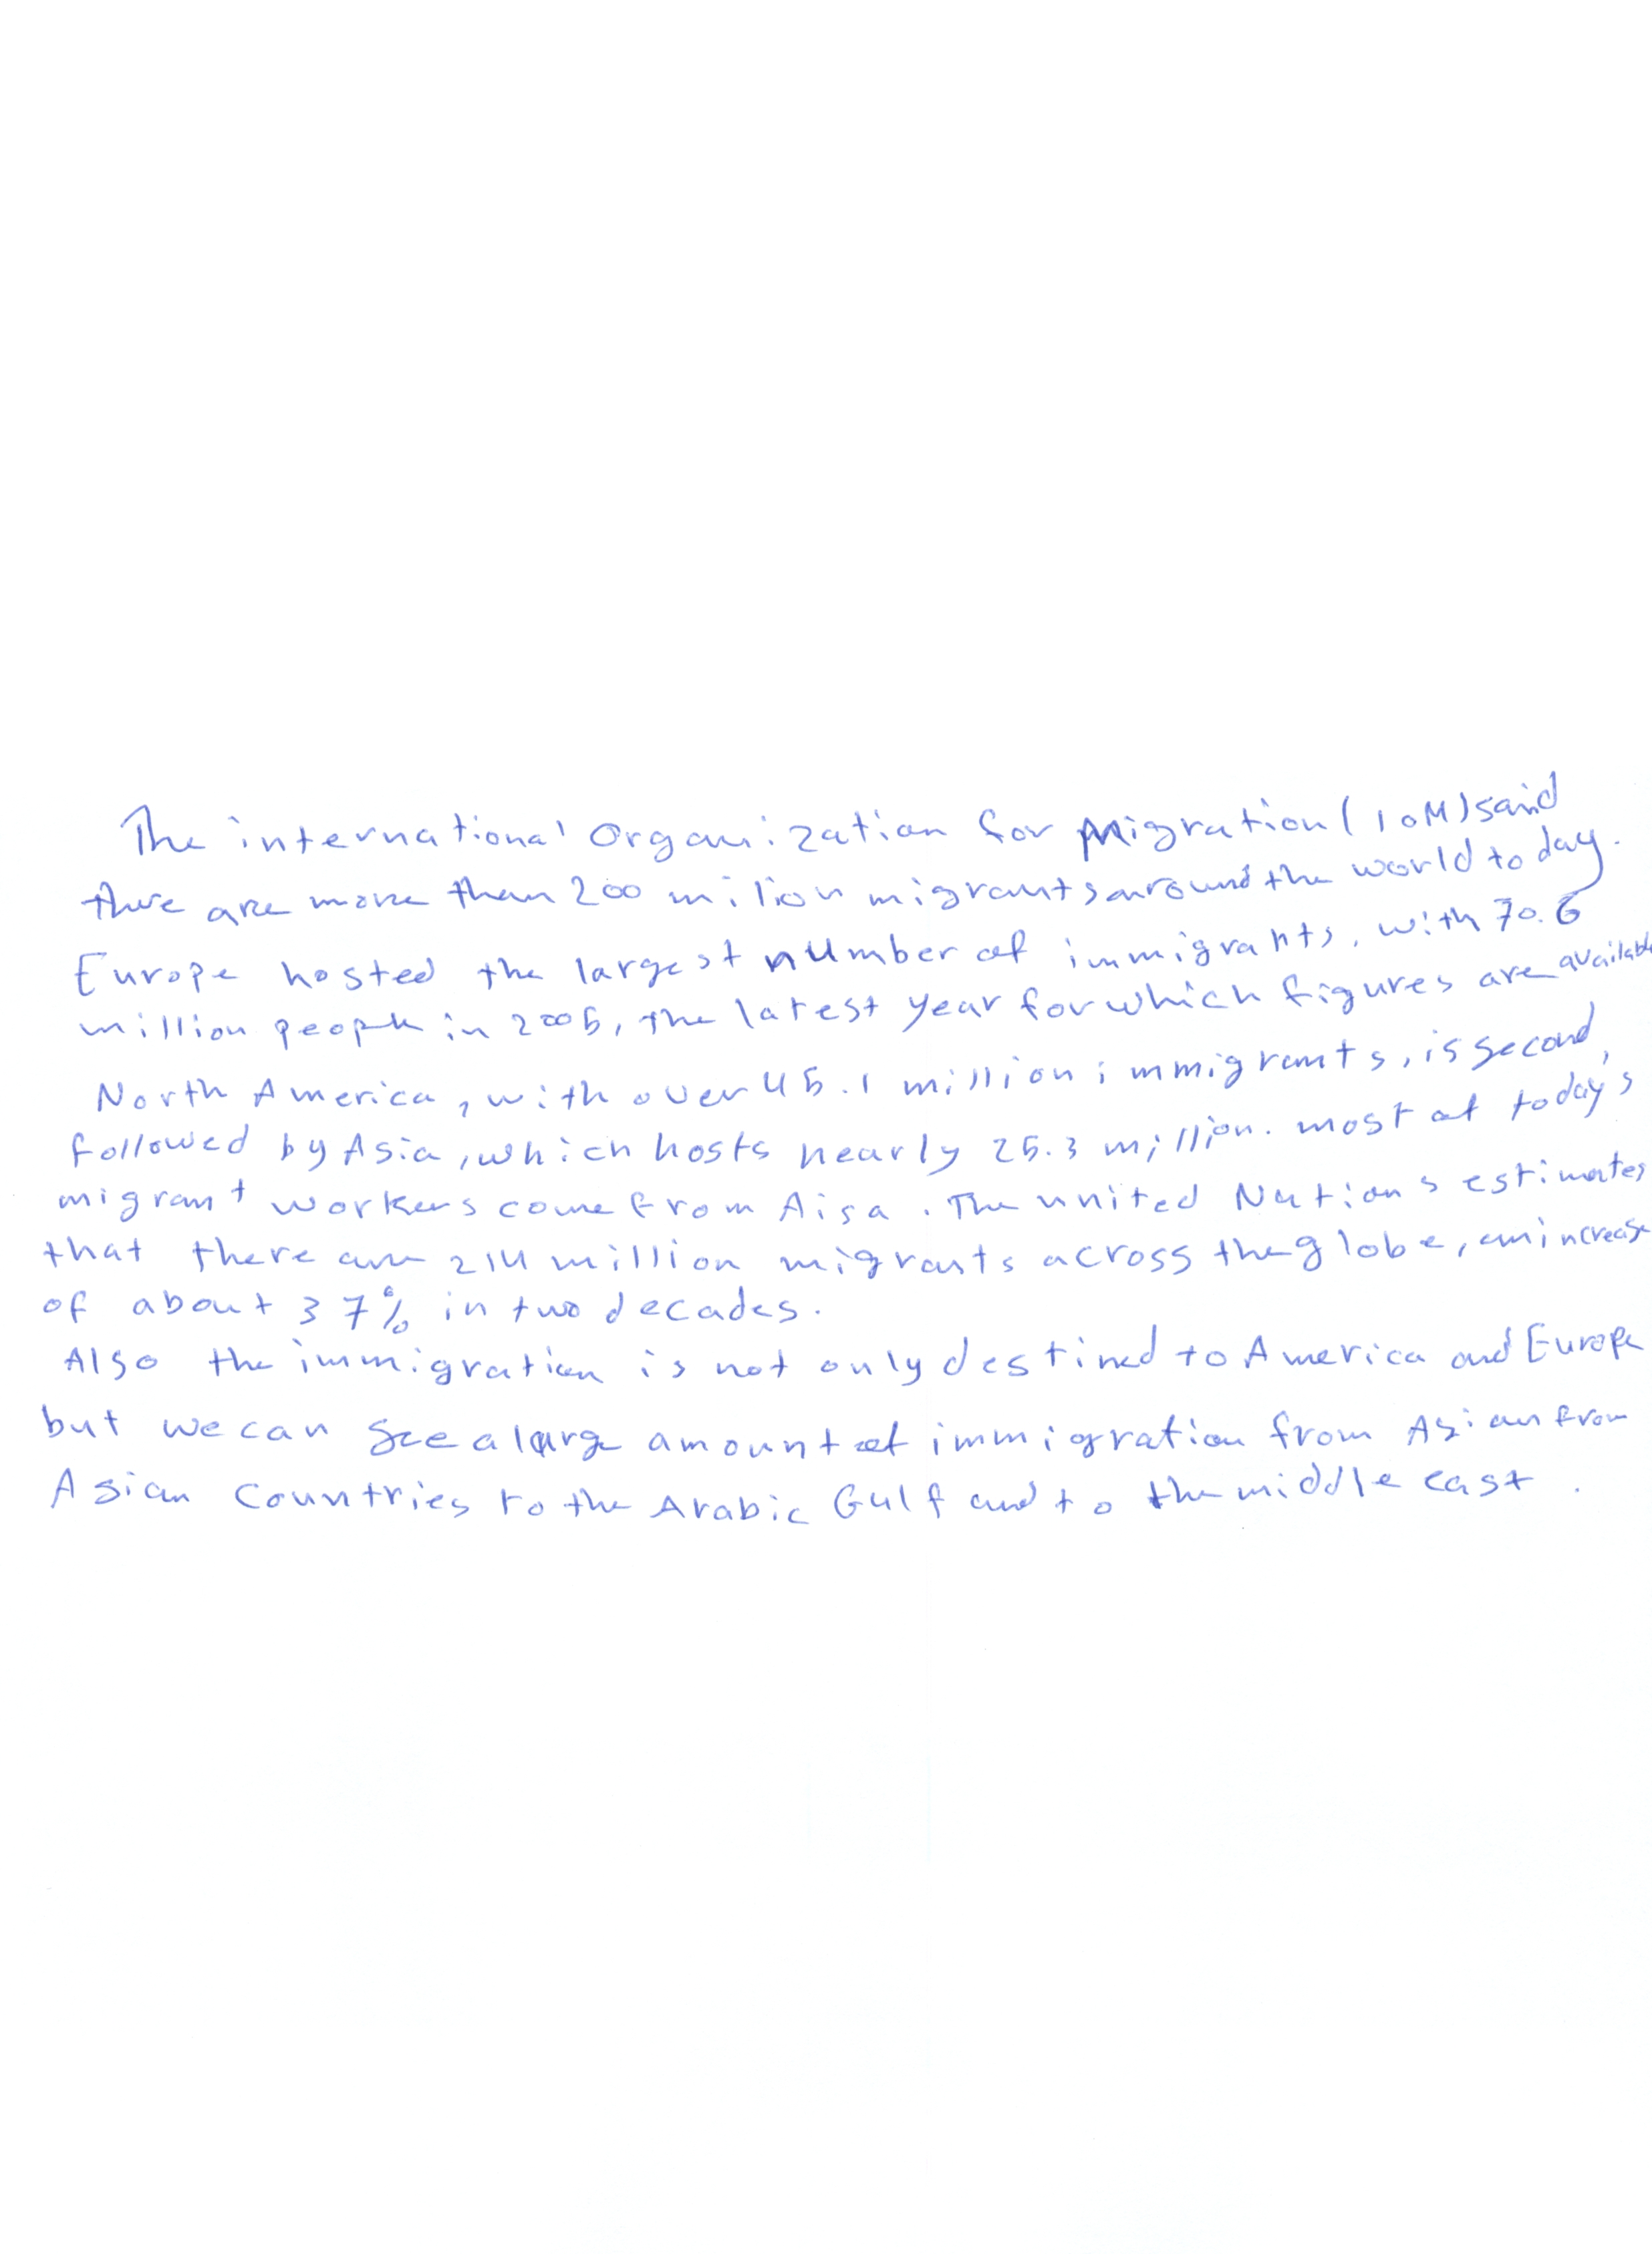 The international Organization for Migration (IOM) said
there are more than 200 milion migrants around the world today.
Europe hosted the largest number of immigrants, with 70.6
million people in 2005, the latest year for which figures are available
North America, with over 45.1 million immigrants, is second,
followed by Asia, which hosts nearly 25.3 million. most of today's
migrant workers come from Aisa. The united Nations estimates
that there are 214 million migrants across the globe, an increase
of about 37% in two decades.
Also the immigration is not only destined to America and Europe
but we can see a large amount of immigration from Asian from
Asian Countries to the Arabic Gulf and to the middle east.